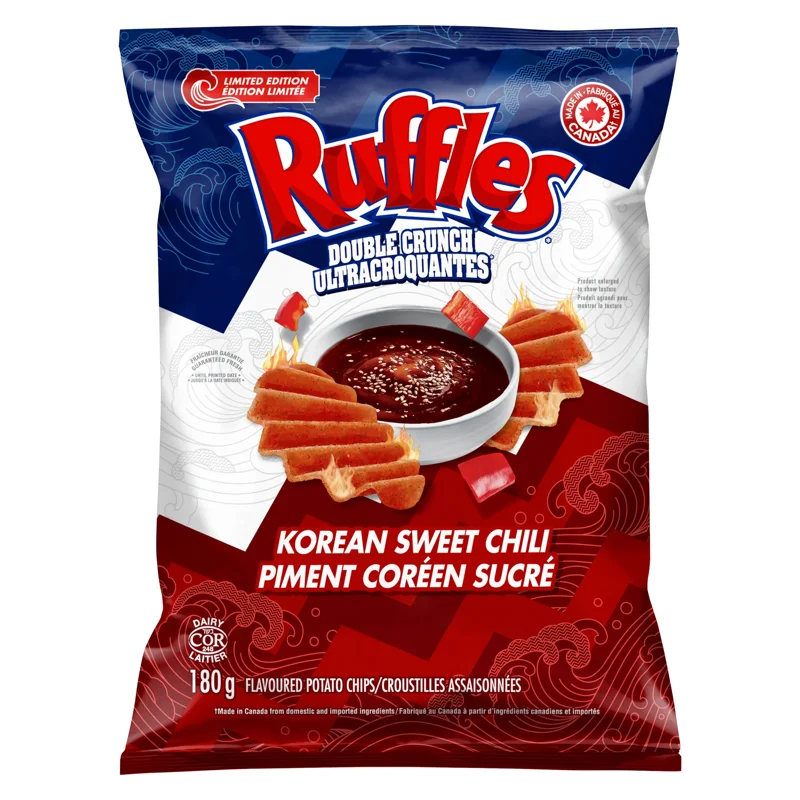 LIMITED EDITION
ÉDITION LIMITÉE
MADE IN • FABRIQUÉ AU
CANADA†
Ruffles®
DOUBLE CRUNCH
ULTRACROQUANTES
Product enlarged
to show texture
Produit agrandi pour
montrer la texture
FRAÎCHEUR GARANTIE
GUARANTEED FRESH
• UNTIL PRINTED DATE •
• JUSQU'À LA DATE INDIQUÉE •
KOREAN SWEET CHILI
PIMENT CORÉEN SUCRÉ
DAIRY
COR
248
LAITIER
180 g FLAVOURED POTATO CHIPS/CROUSTILLES ASSAISONNÉES
†Made in Canada from domestic and imported ingredients/Fabriqué au Canada à partir d'ingrédients canadiens et importés